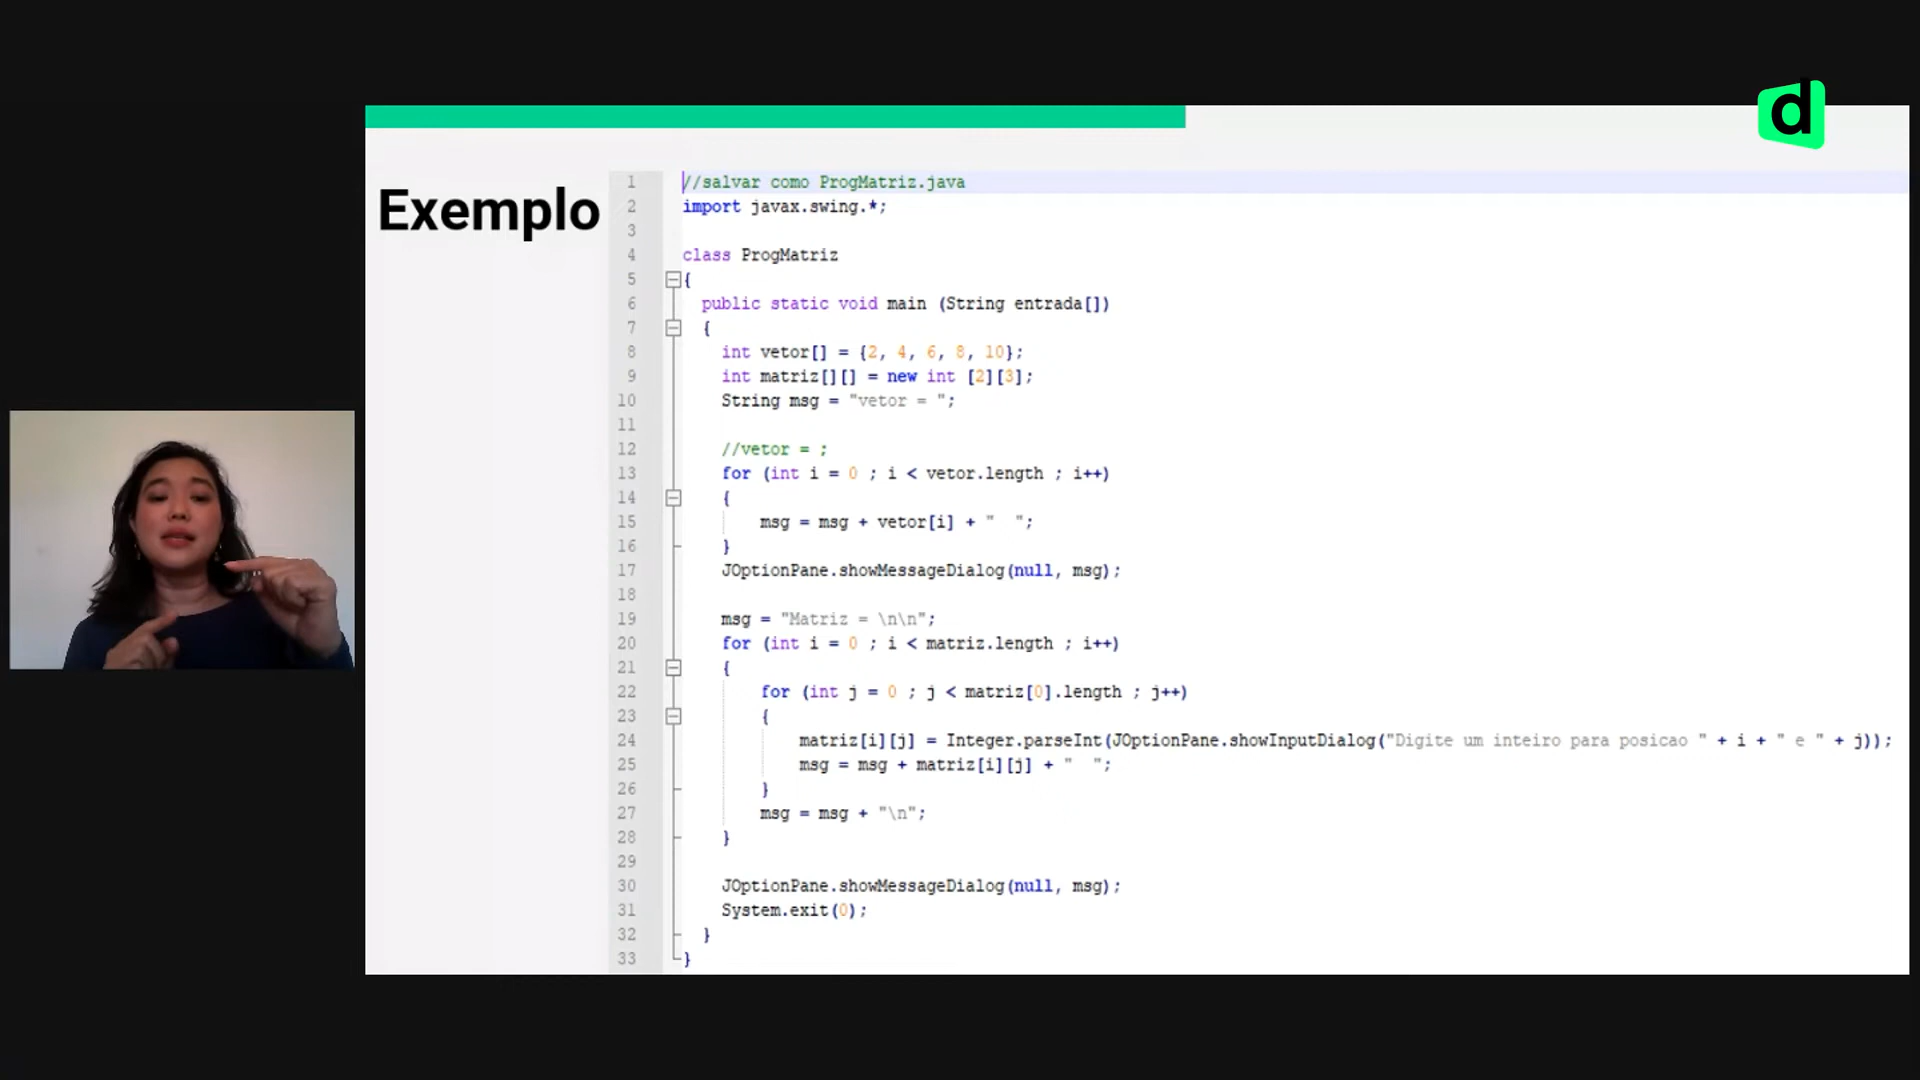 d
Exemplo
1 //salvar como ProgMatriz.java
2 import javax.swing.*;
3
4 class ProgMatriz
5 {
6 public static void main (String entrada[])
7 {
8 int vetor[] = {2, 4, 6, 8, 10};
9 int matriz[][] = new int [2][3];
10 String msg = "vetor = ";
11
12 //vetor = ;
13 for (int i = 0 ; i < vetor.length ; i++)
14 {
15 msg = msg + vetor[i] + "  ";
16 }
17 JOptionPane.showMessageDialog(null, msg);
18
19 msg = "Matriz = \n\n";
20 for (int i = 0 ; i < matriz.length ; i++)
21 {
22 for (int j = 0 ; j < matriz[0].length ; j++)
23 {
24 matriz[i][j] = Integer.parseInt(JOptionPane.showInputDialog("Digite um inteiro para posicao " + i + " e " + j));
25 msg = msg + matriz[i][j] + "  ";
26 }
27 msg = msg + "\n";
28 }
29
30 JOptionPane.showMessageDialog(null, msg);
31 System.exit(0);
32 }
33 }